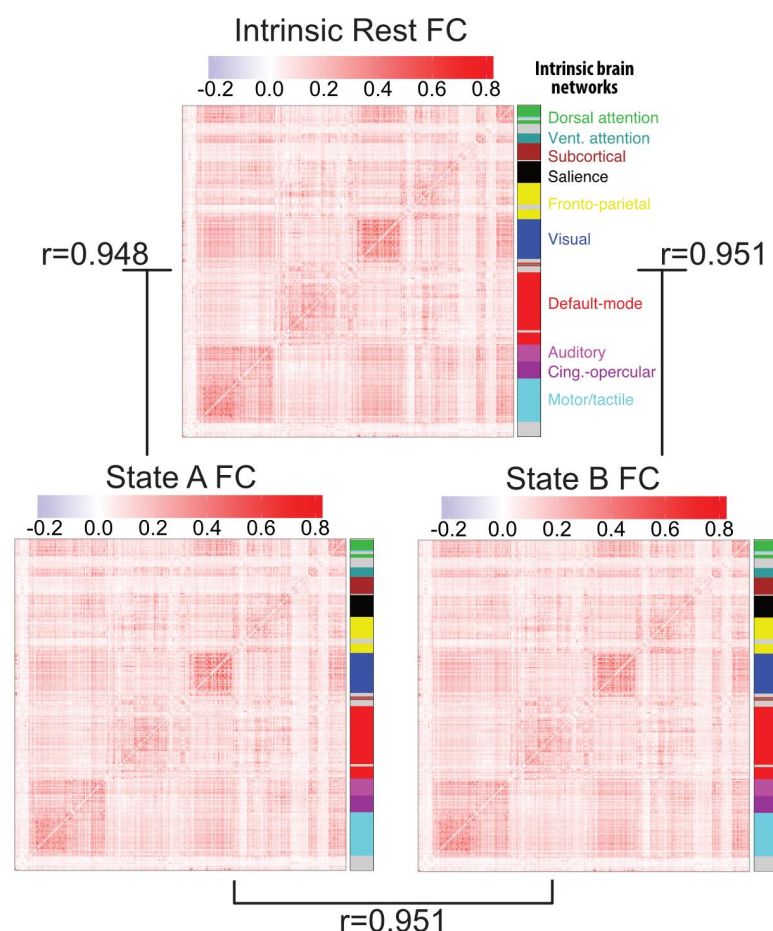 Intrinsic Rest FC
-0.2 0.0 0.2 0.4 0.6 0.8
Intrinsic brain
networks
Dorsal attention
Vent. attention
Subcortical
Salience
Fronto-parietal
Visual
Default-mode
Auditory
Cing.-opercular
Motor/tactile
r=0.948
r=0.951
State A FC
-0.2 0.0 0.2 0.4 0.6 0.8
State B FC
-0.2 0.0 0.2 0.4 0.6 0.8
r=0.951